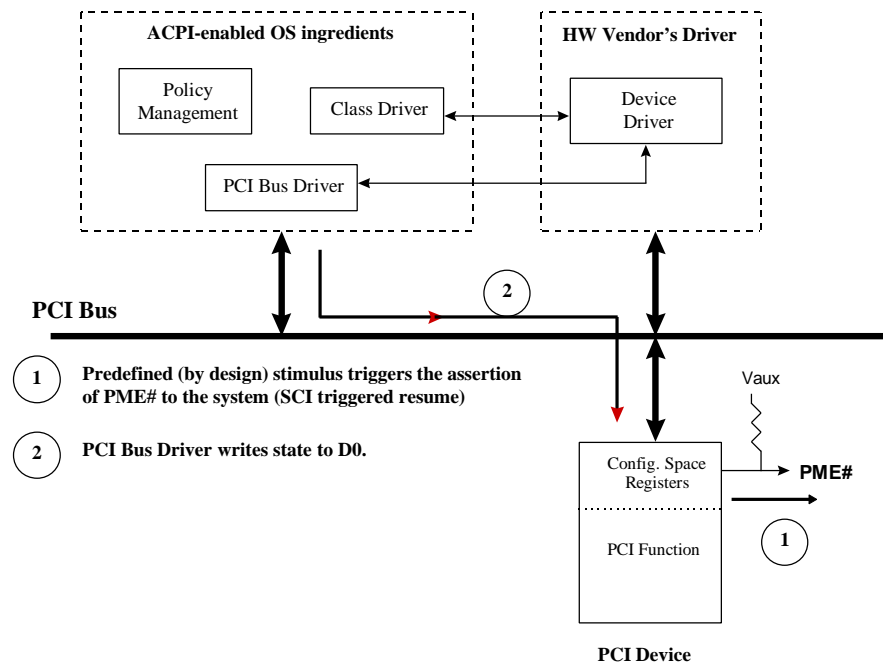 ACPI-enabled OS ingredients
HW Vendor's Driver
Policy
Management
Class Driver
Device
Driver
PCI Bus Driver
2
PCI Bus
1
Predefined (by design) stimulus triggers the assertion
of PME# to the system (SCI triggered resume)
2
PCI Bus Driver writes state to D0.
Vaux
Config. Space
Registers
PME#
1
PCI Function
PCI Device